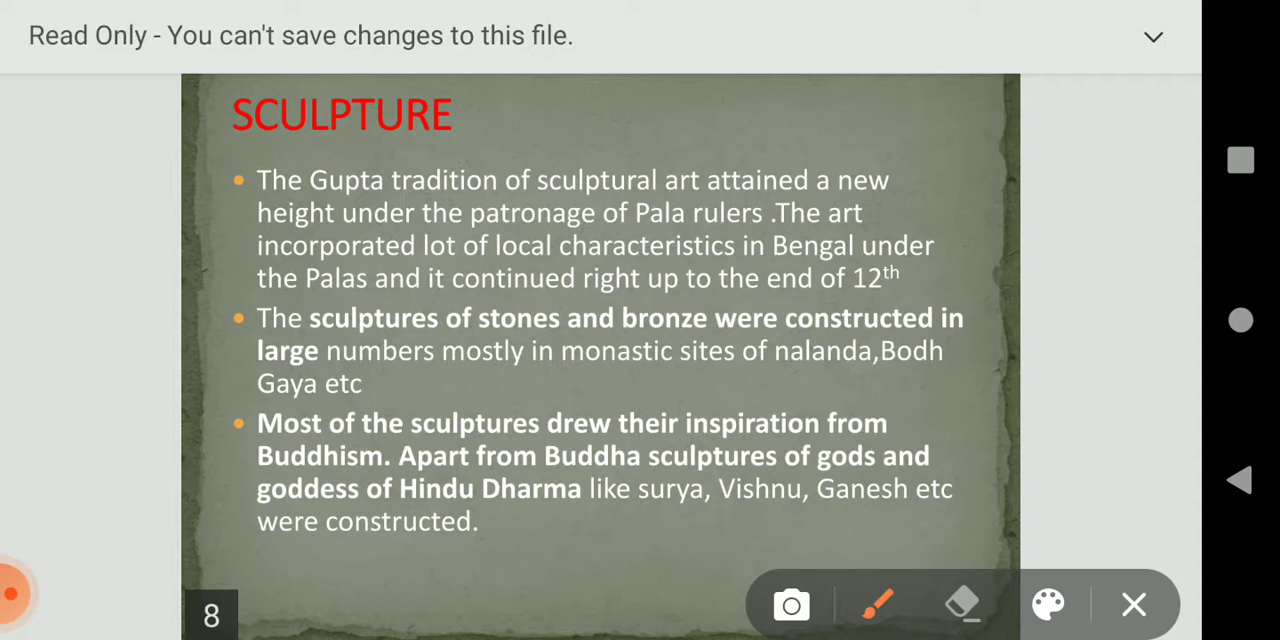 Read Only - You can't save changes to this file.
SCULPTURE
• The Gupta tradition of sculptural art attained a new
height under the patronage of Pala rulers .The art
incorporated lot of local characteristics in Bengal under
the Palas and it continued right up to the end of 12th
• The sculptures of stones and bronze were constructed in
large numbers mostly in monastic sites of nalanda,Bodh
Gaya etc
• Most of the sculptures drew their inspiration from
Buddhism. Apart from Buddha sculptures of gods and
goddess of Hindu Dharma like surya, Vishnu, Ganesh etc
were constructed.
8